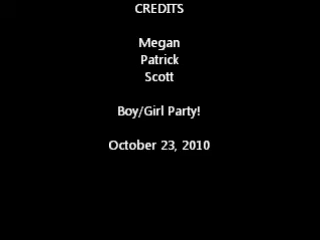 CREDITS
Megan
Patrick
Scott
Boy/Girl Party!
October 23, 2010